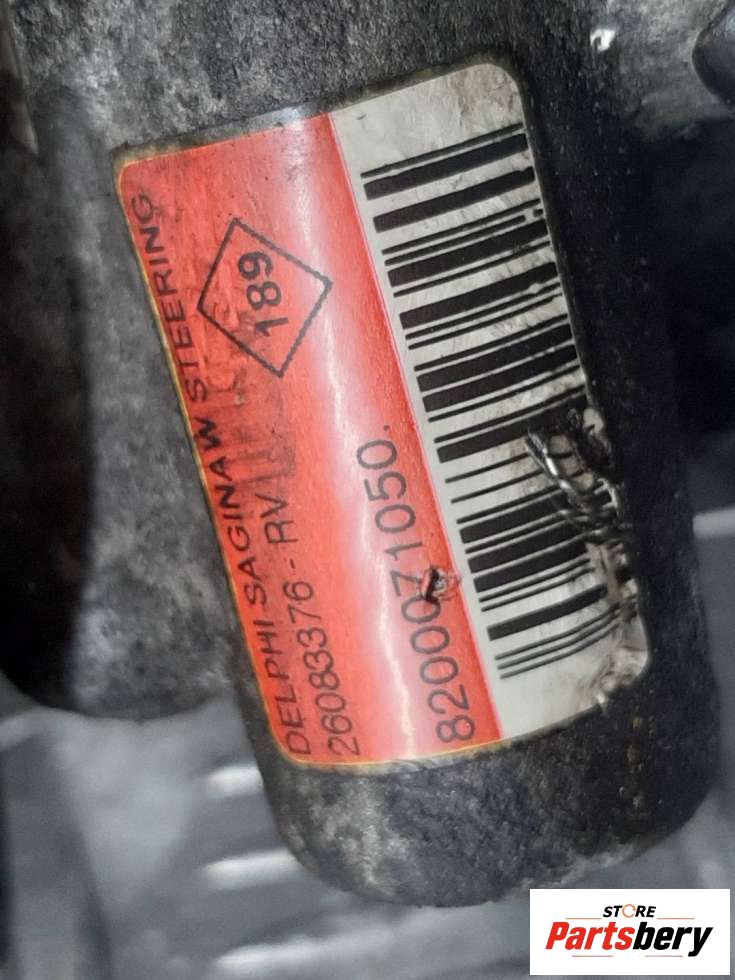 DELPHI SAGINAW STEERING
26083376 - RV
189
8200071050.
STORE
Partsbery